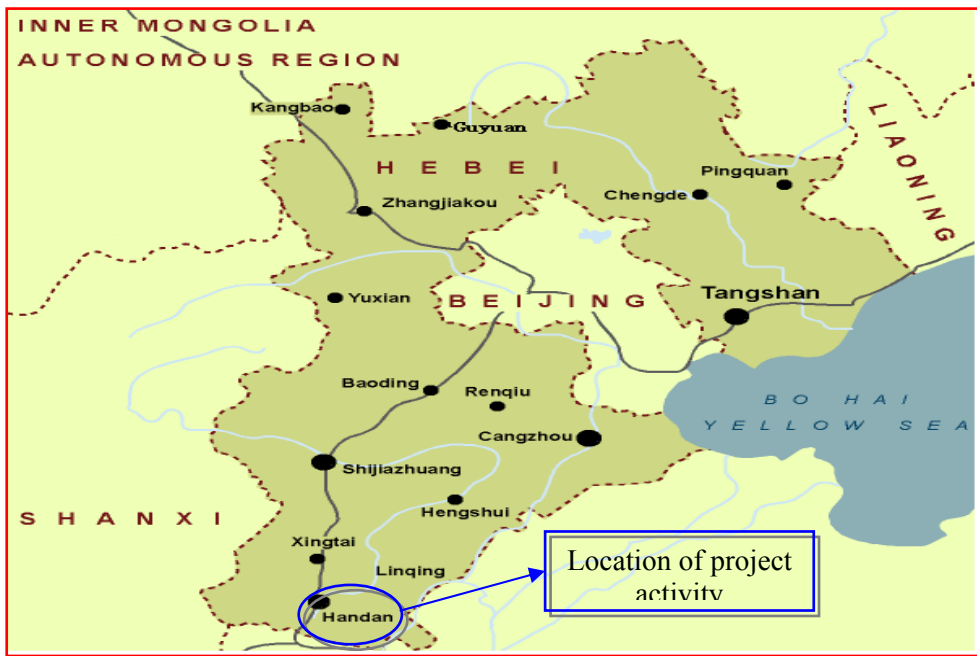 INNER MONGOLIA
AUTONOMOUS REGION
Kangbao
Guyuan
LIAONING
HEBEI
Pingquan
Chengde
Zhangjiakou
Yuxian
BEIJING
Tangshan
Baoding
Renqiu
BO HAI
YELLOW SEA
Cangzhou
Shijiazhuang
Hengshui
SHANXI
Xingtai
Linqing
Handan
Location of project
activity